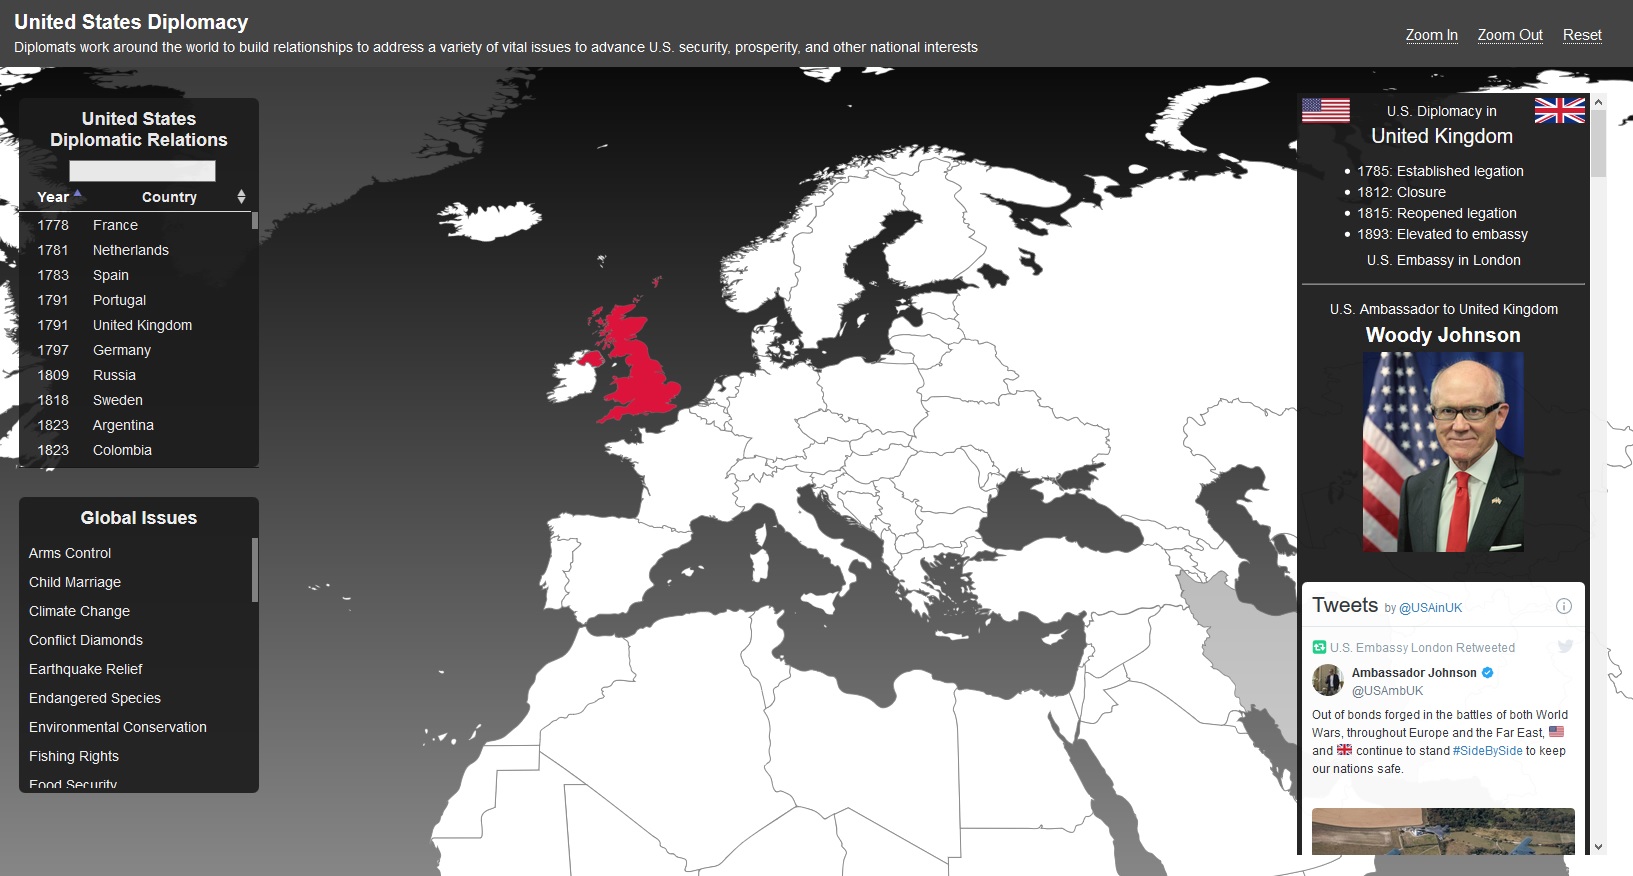 United States Diplomacy
Diplomats work around the world to build relationships to address a variety of vital issues to advance U.S. security, prosperity, and other national interests
Zoom In Zoom Out Reset
United States
Diplomatic Relations
Year Country
1778 France
1781 Netherlands
1783 Spain
1791 Portugal
1791 United Kingdom
1797 Germany
1809 Russia
1818 Sweden
1823 Argentina
1823 Colombia
Global Issues
Arms Control
Child Marriage
Climate Change
Conflict Diamonds
Earthquake Relief
Endangered Species
Environmental Conservation
Fishing Rights
Food Security
U.S. Diplomacy in
United Kingdom
• 1785: Established legation
• 1812: Closure
• 1815: Reopened legation
• 1893: Elevated to embassy
U.S. Embassy in London
U.S. Ambassador to United Kingdom
Woody Johnson
Tweets by @USAinUK
U.S. Embassy London Retweeted
Ambassador Johnson
@USAmbUK
Out of bonds forged in the battles of both World
Wars, throughout Europe and the Far East, 🇺🇸
and 🇬🇧 continue to stand #SideBySide to keep
our nations safe.